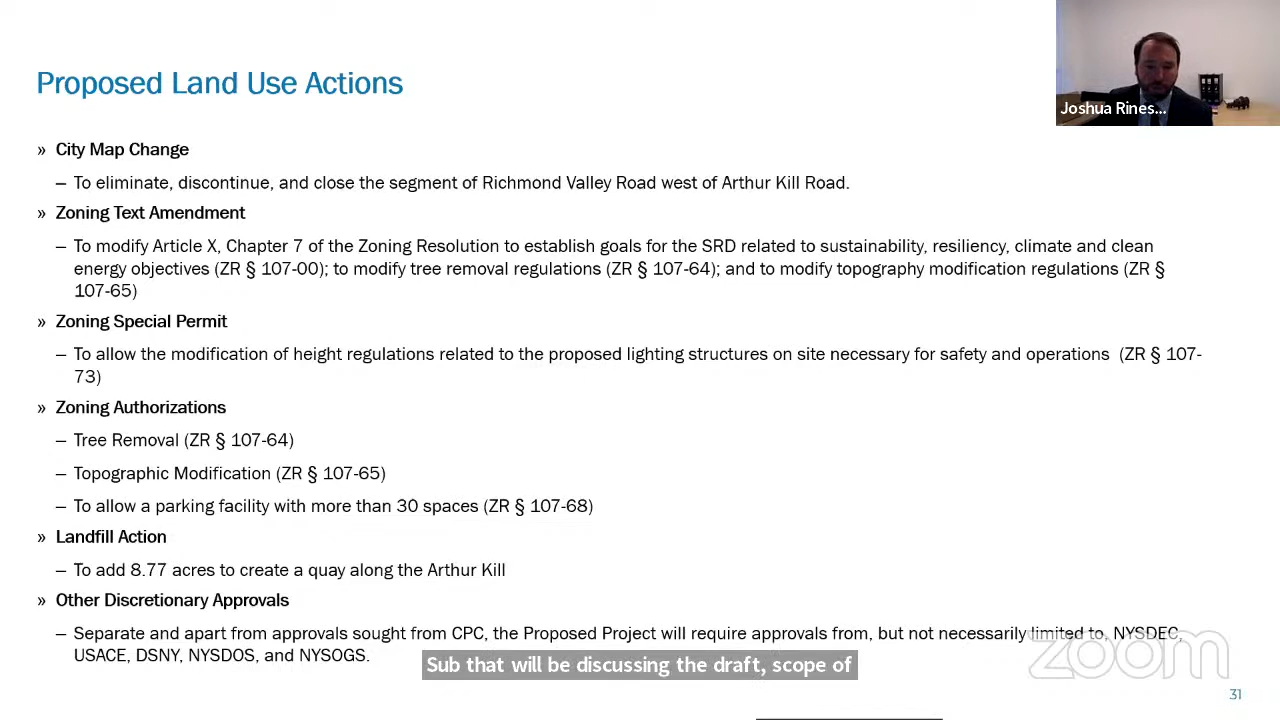 Proposed Land Use Actions
Joshua Rines...
» City Map Change
– To eliminate, discontinue, and close the segment of Richmond Valley Road west of Arthur Kill Road.
» Zoning Text Amendment
– To modify Article X, Chapter 7 of the Zoning Resolution to establish goals for the SRD related to sustainability, resiliency, climate and clean
energy objectives (ZR § 107-00); to modify tree removal regulations (ZR § 107-64); and to modify topography modification regulations (ZR §
107-65)
» Zoning Special Permit
– To allow the modification of height regulations related to the proposed lighting structures on site necessary for safety and operations (ZR § 107-
73)
» Zoning Authorizations
– Tree Removal (ZR § 107-64)
– Topographic Modification (ZR § 107-65)
– To allow a parking facility with more than 30 spaces (ZR § 107-68)
» Landfill Action
– To add 8.77 acres to create a quay along the Arthur Kill
» Other Discretionary Approvals
– Separate and apart from approvals sought from CPC, the Proposed Project will require approvals from, but not necessarily limited to, NYSDEC,
USACE, DSNY, NYSDOS, and NYSOGS.
Sub that will be discussing the draft, scope of
zoom
31